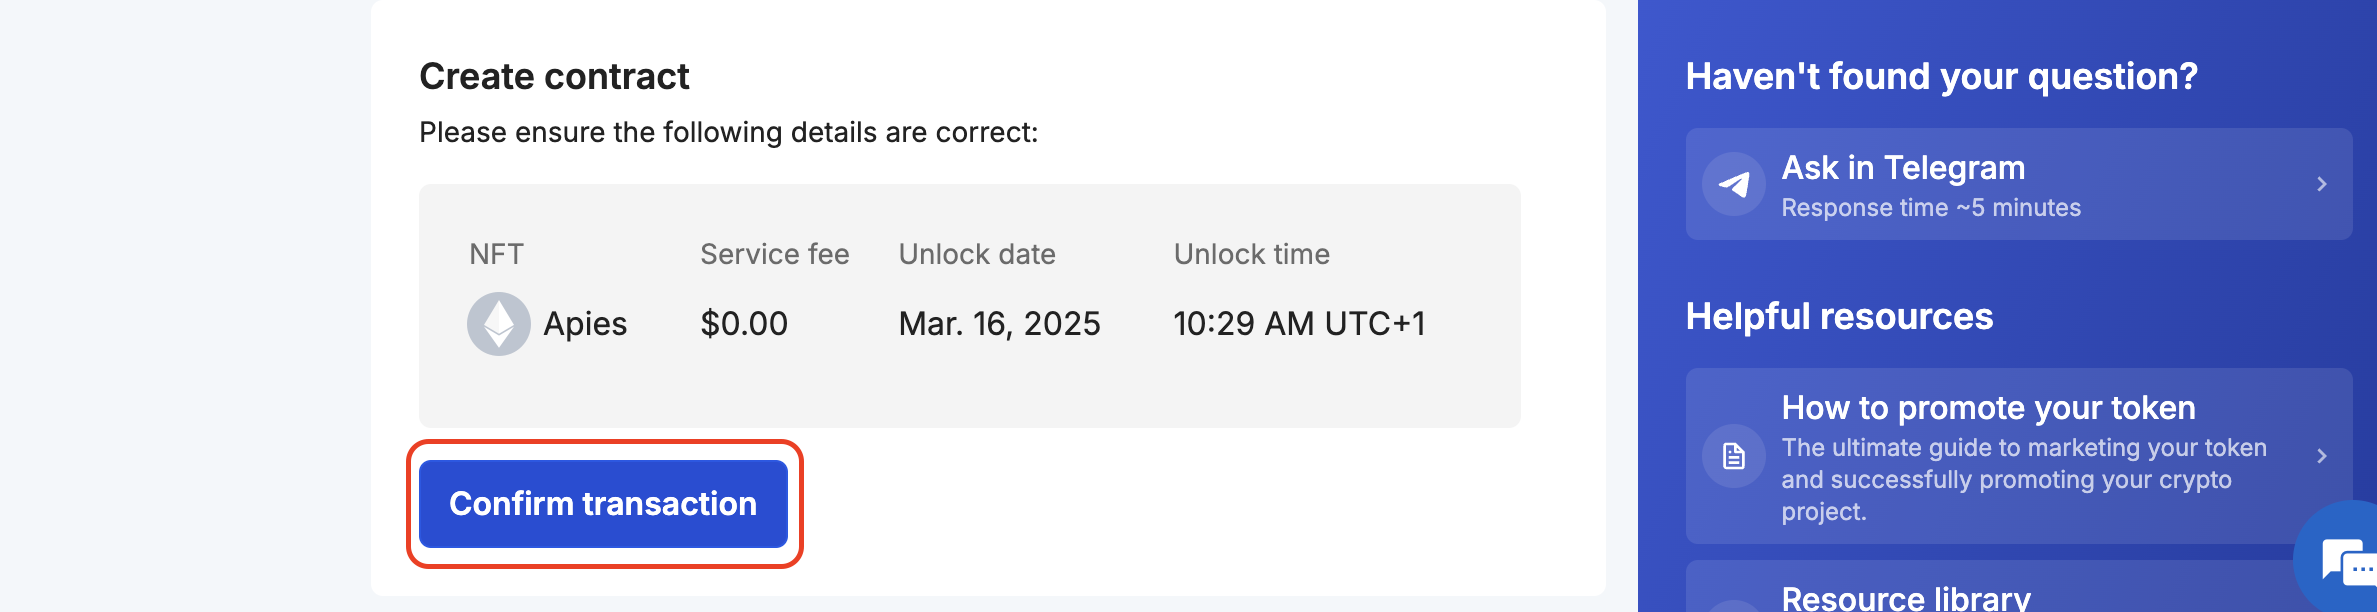 Create contract
Please ensure the following details are correct:
NFT Service fee Unlock date Unlock time
Apies $0.00 Mar. 16, 2025 10:29 AM UTC+1
Confirm transaction
Haven't found your question?
Ask in Telegram
Response time ~5 minutes
Helpful resources
How to promote your token
The ultimate guide to marketing your token
and successfully promoting your crypto
project.
Resource library